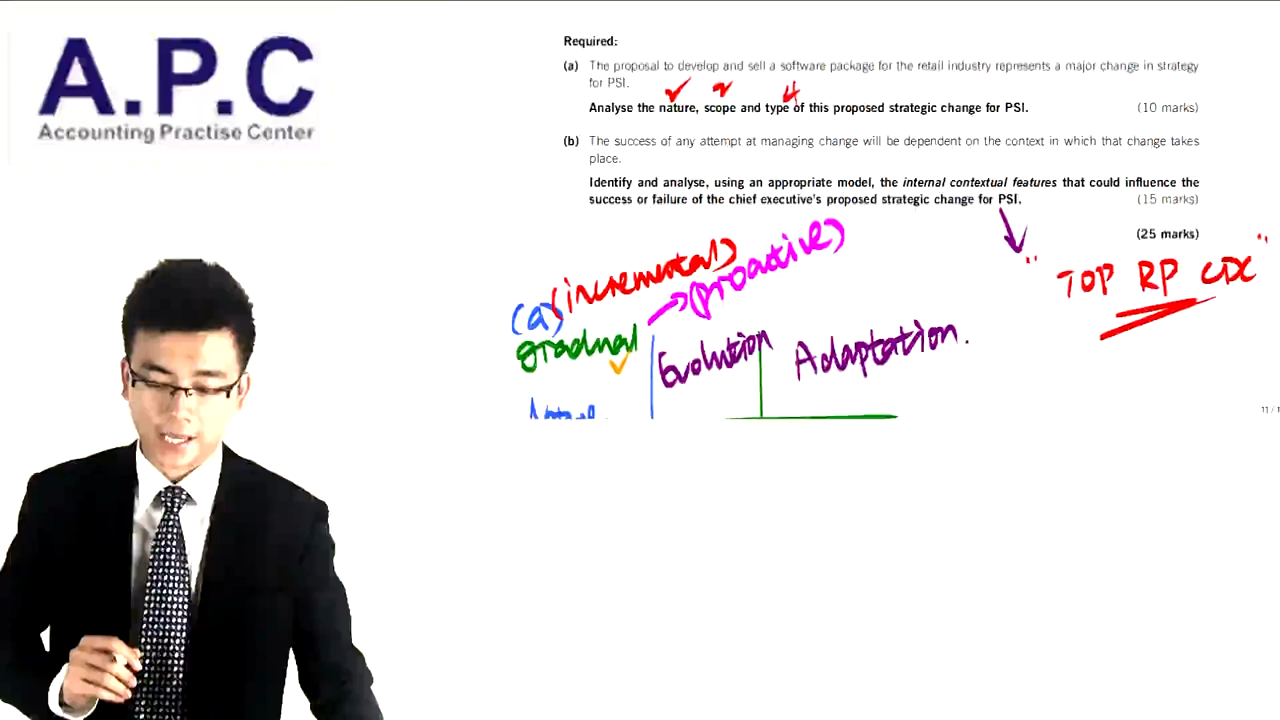 A.P.C
Accounting Practise Center
Required:
(a) The proposal to develop and sell a software package for the retail industry represents a major change in strategy
for PSI.
Analyse the nature, scope and type of this proposed strategic change for PSI. (10 marks)
(b) The success of any attempt at managing change will be dependent on the context in which that change takes
place.
Identify and analyse, using an appropriate model, the internal contextual features that could influence the
success or failure of the chief executive's proposed strategic change for PSI. (15 marks)
(25 marks)
"TOP RP CDC"
(incremental)
(proactive)
(a)
gradual
Evolution
Adaptation.
4
11 / 1